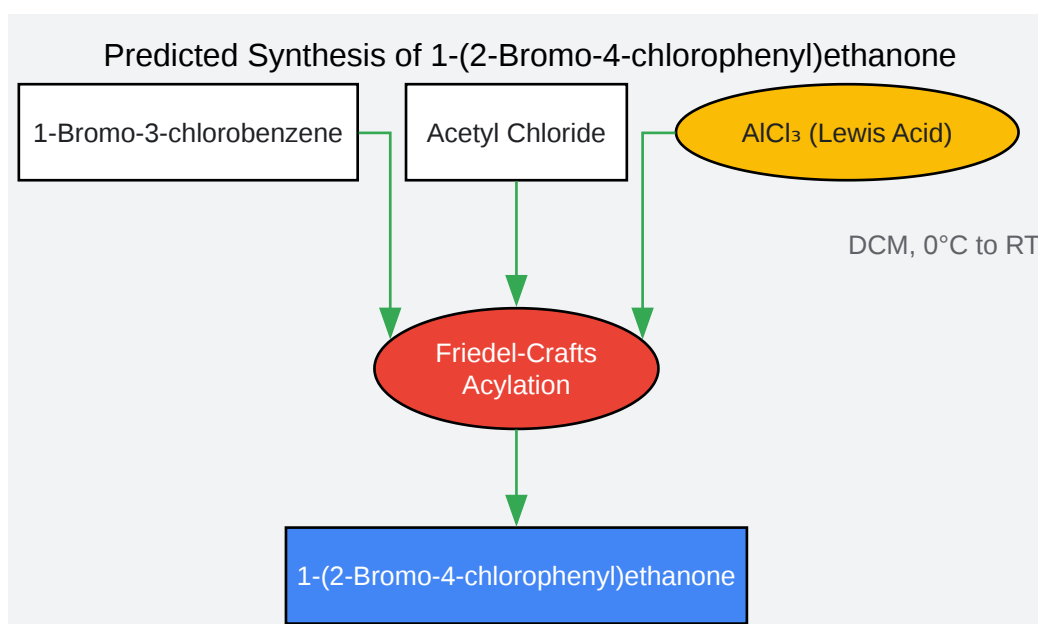 Predicted Synthesis of 1-(2-Bromo-4-chlorophenyl)ethanone
1-Bromo-3-chlorobenzene
Acetyl Chloride
AlCl₃ (Lewis Acid)
DCM, 0°C to RT
Friedel-Crafts
Acylation
1-(2-Bromo-4-chlorophenyl)ethanone